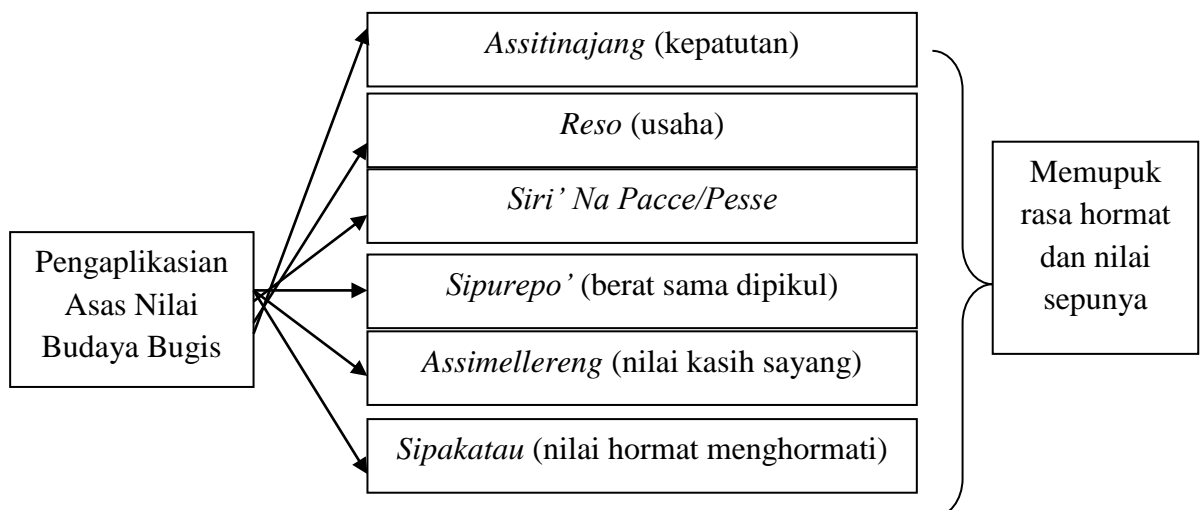 Pengaplikasian
Asas Nilai
Budaya Bugis
Assitinajang (kepatutan)
Reso (usaha)
Siri’ Na Pacce/Pesse
Sipurepo’ (berat sama dipikul)
Assimellereng (nilai kasih sayang)
Sipakatau (nilai hormat menghormati)
Memupuk
rasa hormat
dan nilai
sepunya